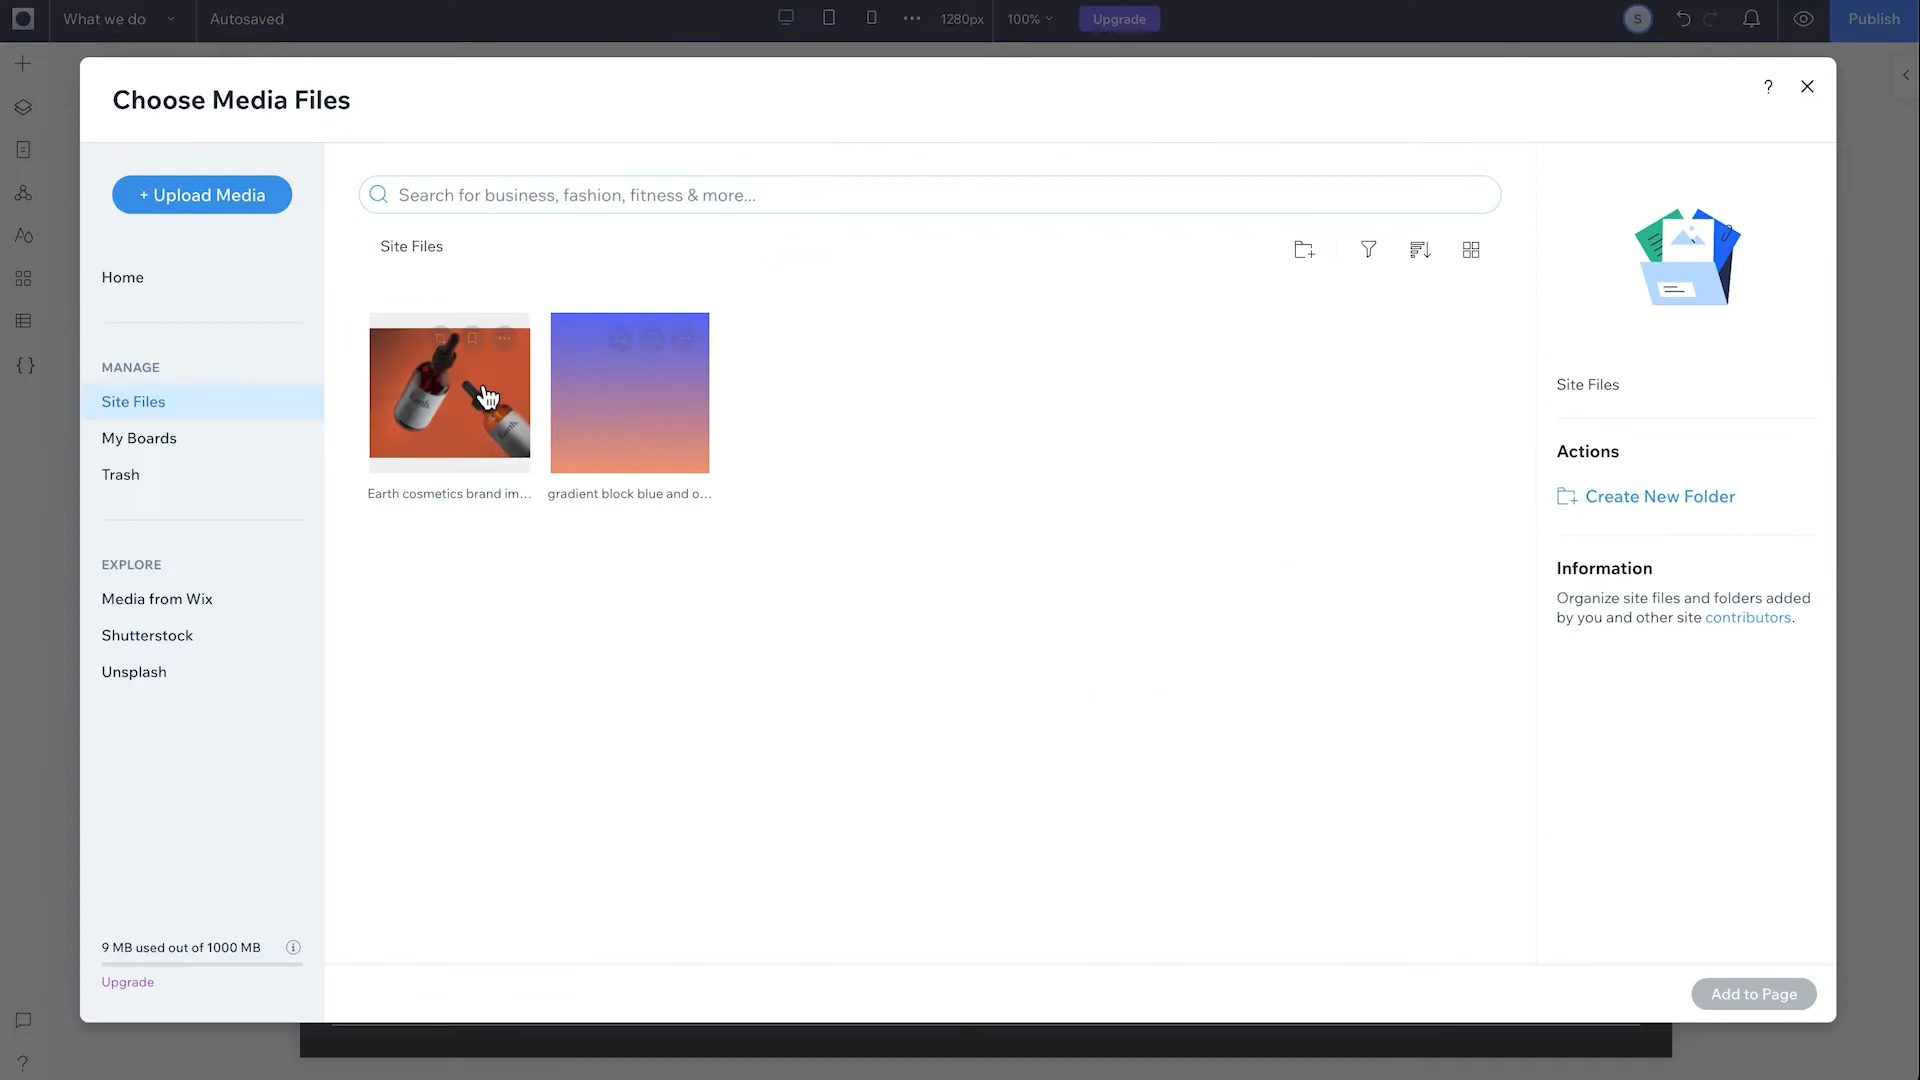 What we do
Autosaved
1280px
100%
Upgrade
S
Publish
Choose Media Files
?
+ Upload Media
Search for business, fashion, fitness & more...
Site Files
Home
MANAGE
Site Files
My Boards
Trash
EXPLORE
Media from Wix
Shutterstock
Unsplash
9 MB used out of 1000 MB
Upgrade
Earth.
Earth.
Earth cosmetics brand im...
gradient block blue and o...
Site Files
Actions
Create New Folder
Information
Organize site files and folders added
by you and other site contributors.
Add to Page
?